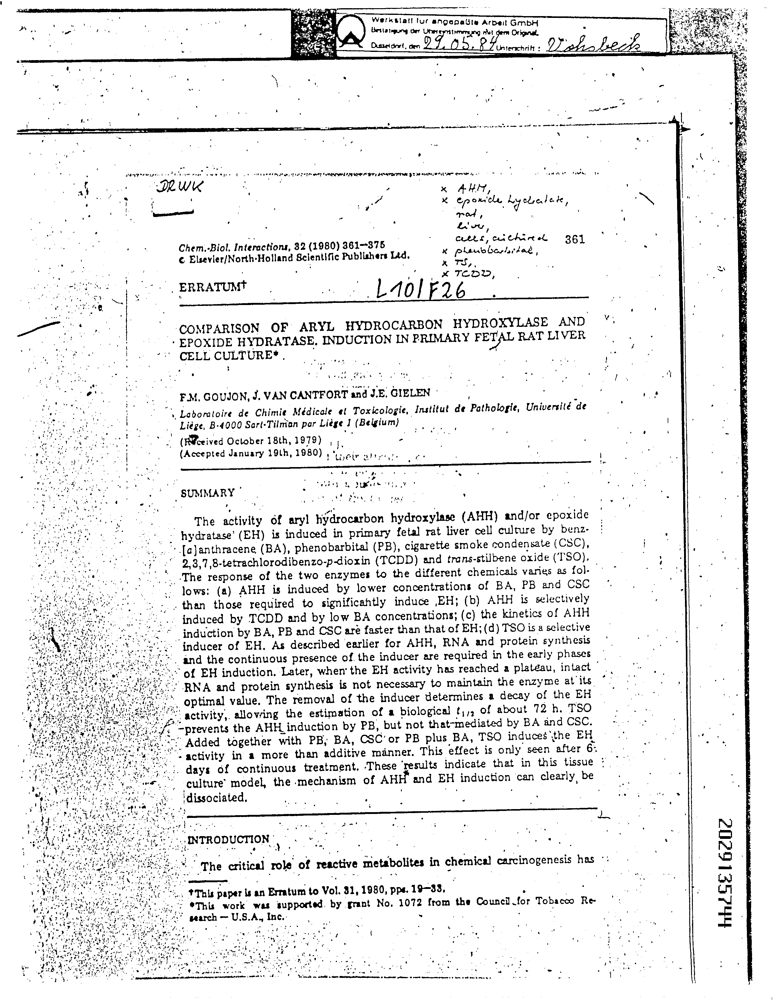 Werkstatt für angepaßte Arbeit GmbH
Bestätigung der Übereinstimmung mit dem Original.
Düsseldorf, den 29.05.84 Unterschrift:
DRWK
x AHH,
x epoxide hydratase,
rat,
liver,
cells, cultured
x phenobarbital,
x TS,
x TCDD,
361
Chem.-Biol. Interactions, 32 (1980) 361—375
© Elsevier/North-Holland Scientific Publishers Ltd.
ERRATUM†
L101F26
COMPARISON OF ARYL HYDROCARBON HYDROXYLASE AND
EPOXIDE HYDRATASE INDUCTION IN PRIMARY FETAL RAT LIVER
CELL CULTURE*
F.M. GOUJON, J. VAN CANTFORT and J.E. GIELEN
Laboratoire de Chimie Médicale et Toxicologie, Institut de Pathologie, Université de
Liège, B-4000 Sart-Tilman par Liège 1 (Belgium)
(Received October 18th, 1979)
(Accepted January 19th, 1980)
SUMMARY
The activity of aryl hydrocarbon hydroxylase (AHH) and/or epoxide
hydratase (EH) is induced in primary fetal rat liver cell culture by benz-
[a]anthracene (BA), phenobarbital (PB), cigarette smoke condensate (CSC),
2,3,7,8-tetrachlorodibenzo-p-dioxin (TCDD) and trans-stilbene oxide (TSO).
The response of the two enzymes to the different chemicals varies as fol-
lows: (a) AHH is induced by lower concentrations of BA, PB and CSC
than those required to significantly induce EH; (b) AHH is selectively
induced by TCDD and by low BA concentrations; (c) the kinetics of AHH
induction by BA, PB and CSC are faster than that of EH; (d) TSO is a selective
inducer of EH. As described earlier for AHH, RNA and protein synthesis
and the continuous presence of the inducer are required in the early phases
of EH induction. Later, when the EH activity has reached a plateau, intact
RNA and protein synthesis is not necessary to maintain the enzyme at its
optimal value. The removal of the inducer determines a decay of the EH
activity, allowing the estimation of a biological t1/2 of about 72 h. TSO
prevents the AHH induction by PB, but not that mediated by BA and CSC.
Added together with PB, BA, CSC or PB plus BA, TSO induces the EH
activity in a more than additive manner. This effect is only seen after 6
days of continuous treatment. These results indicate that in this tissue
culture model, the mechanism of AHH and EH induction can clearly be
dissociated.
INTRODUCTION
The critical role of reactive metabolites in chemical carcinogenesis has
†This paper is an Erratum to Vol. 31, 1980, pps. 19—33.
*This work was supported by grant No. 1072 from the Council for Tobacco Re-
search — U.S.A., Inc.
2029135744